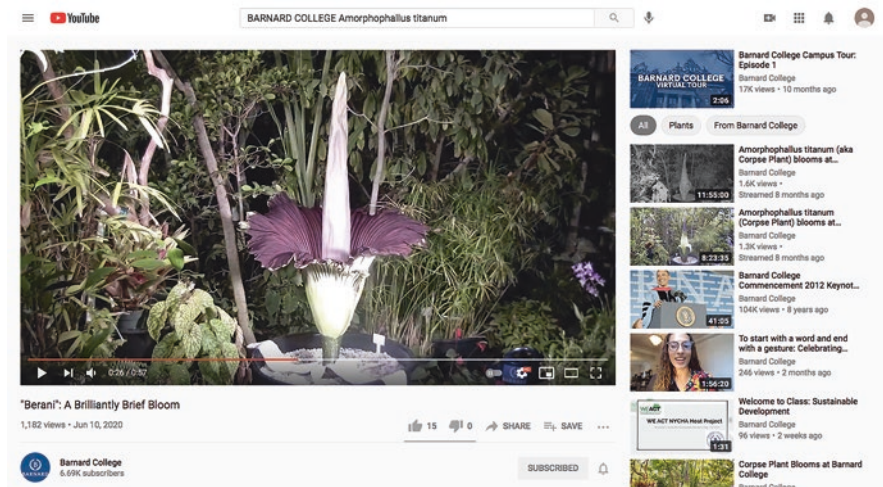 YouTube
BARNARD COLLEGE Amorphophallus titanum
0:26 / 0:57
"Berani": A Brilliantly Brief Bloom
1,182 views • Jun 10, 2020
15
0
SHARE
SAVE
BARNARD
Barnard College
6.69K subscribers
SUBSCRIBED
BARNARD COLLEGE
VIRTUAL TOUR
2:06
Barnard College Campus Tour:
Episode 1
Barnard College
17K views • 10 months ago
All
Plants
From Barnard College
11:55:00
Amorphophallus titanum (aka
Corpse Plant) blooms at...
Barnard College
1.6K views •
Streamed 8 months ago
8:23:35
Amorphophallus titanum
(Corpse Plant) blooms at...
Barnard College
1.3K views •
Streamed 8 months ago
41:05
Barnard College
Commencement 2012 Keynot...
Barnard College
104K views • 8 years ago
1:56:20
To start with a word and end
with a gesture: Celebrating...
Barnard College
246 views • 2 months ago
WE ACT
WE ACT NYCHA Heat Project
1:31
Welcome to Class: Sustainable
Development
Barnard College
96 views • 2 weeks ago
Corpse Plant Blooms at Barnard
College
Barnard College